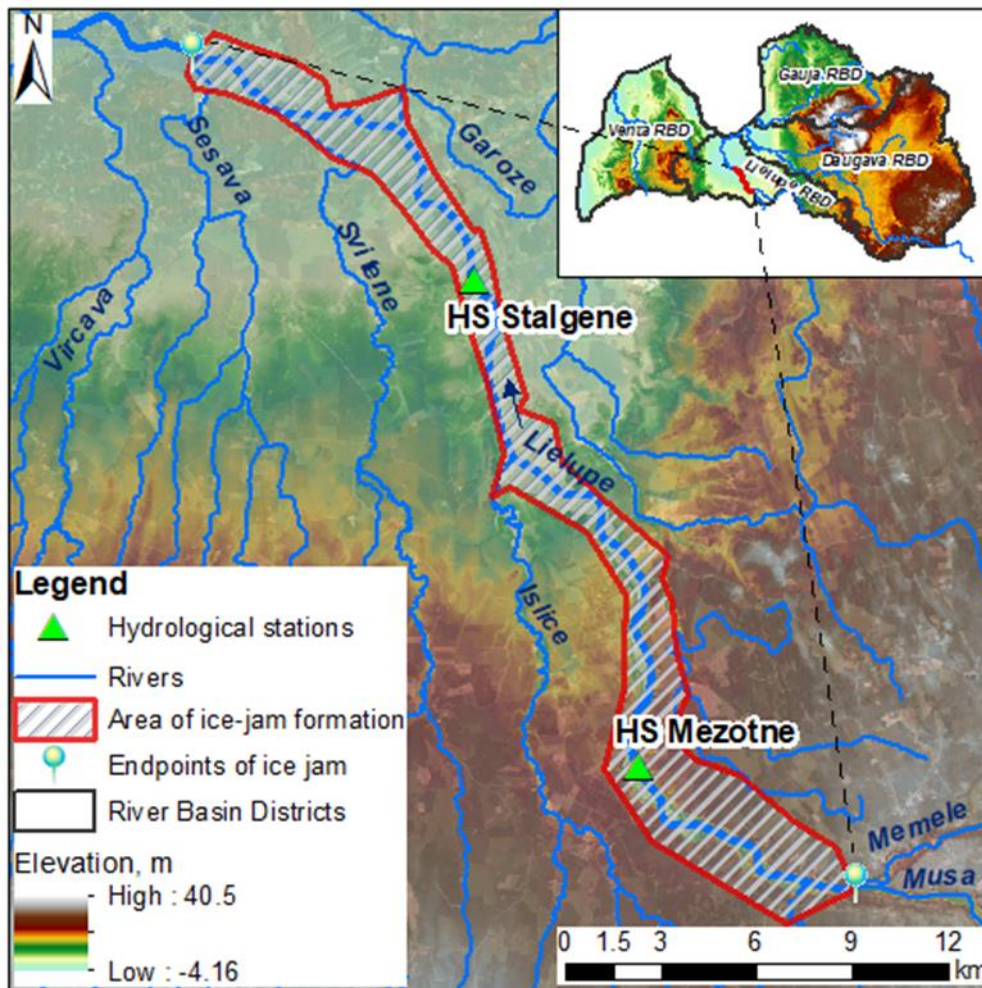 N
Gauja RBD
Venta RBD
Daugava RBD
Lielupe RBD
Sesava
Garoze
Svitene
Vircava
HS Stalgene
Lielupe
Islice
HS Mezotne
Memele
Musa
Legend
Hydrological stations
Rivers
Area of ice-jam formation
Endpoints of ice jam
River Basin Districts
Elevation, m
High : 40.5
Low : -4.16
0 1.5 3 6 9 12
km